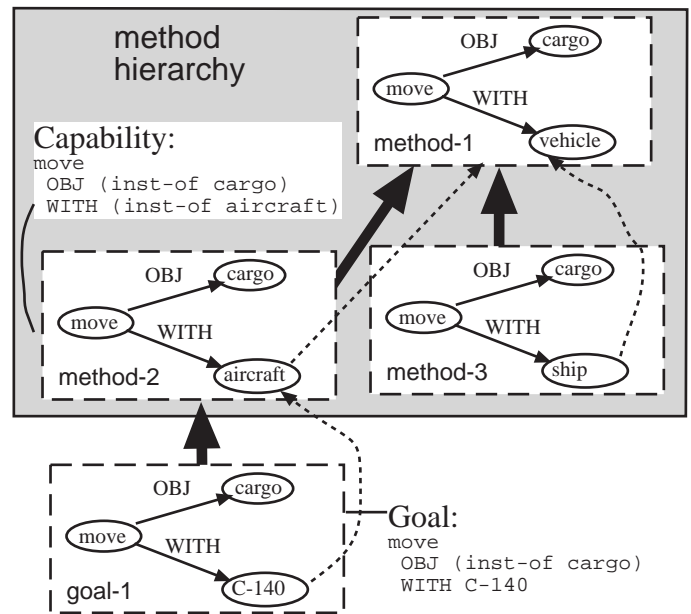 method
hierarchy
OBJ
cargo
move
WITH
method-1
vehicle
Capability:
move
OBJ (inst-of cargo)
WITH (inst-of aircraft)
OBJ
cargo
move
WITH
method-2
aircraft
OBJ
cargo
move
WITH
method-3
ship
OBJ
cargo
move
WITH
goal-1
C-140
Goal:
move
OBJ (inst-of cargo)
WITH C-140